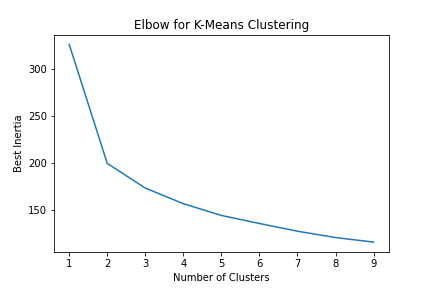 Elbow for K-Means Clustering
300
250
200
150
Best Inertia
1 2 3 4 5 6 7 8 9
Number of Clusters